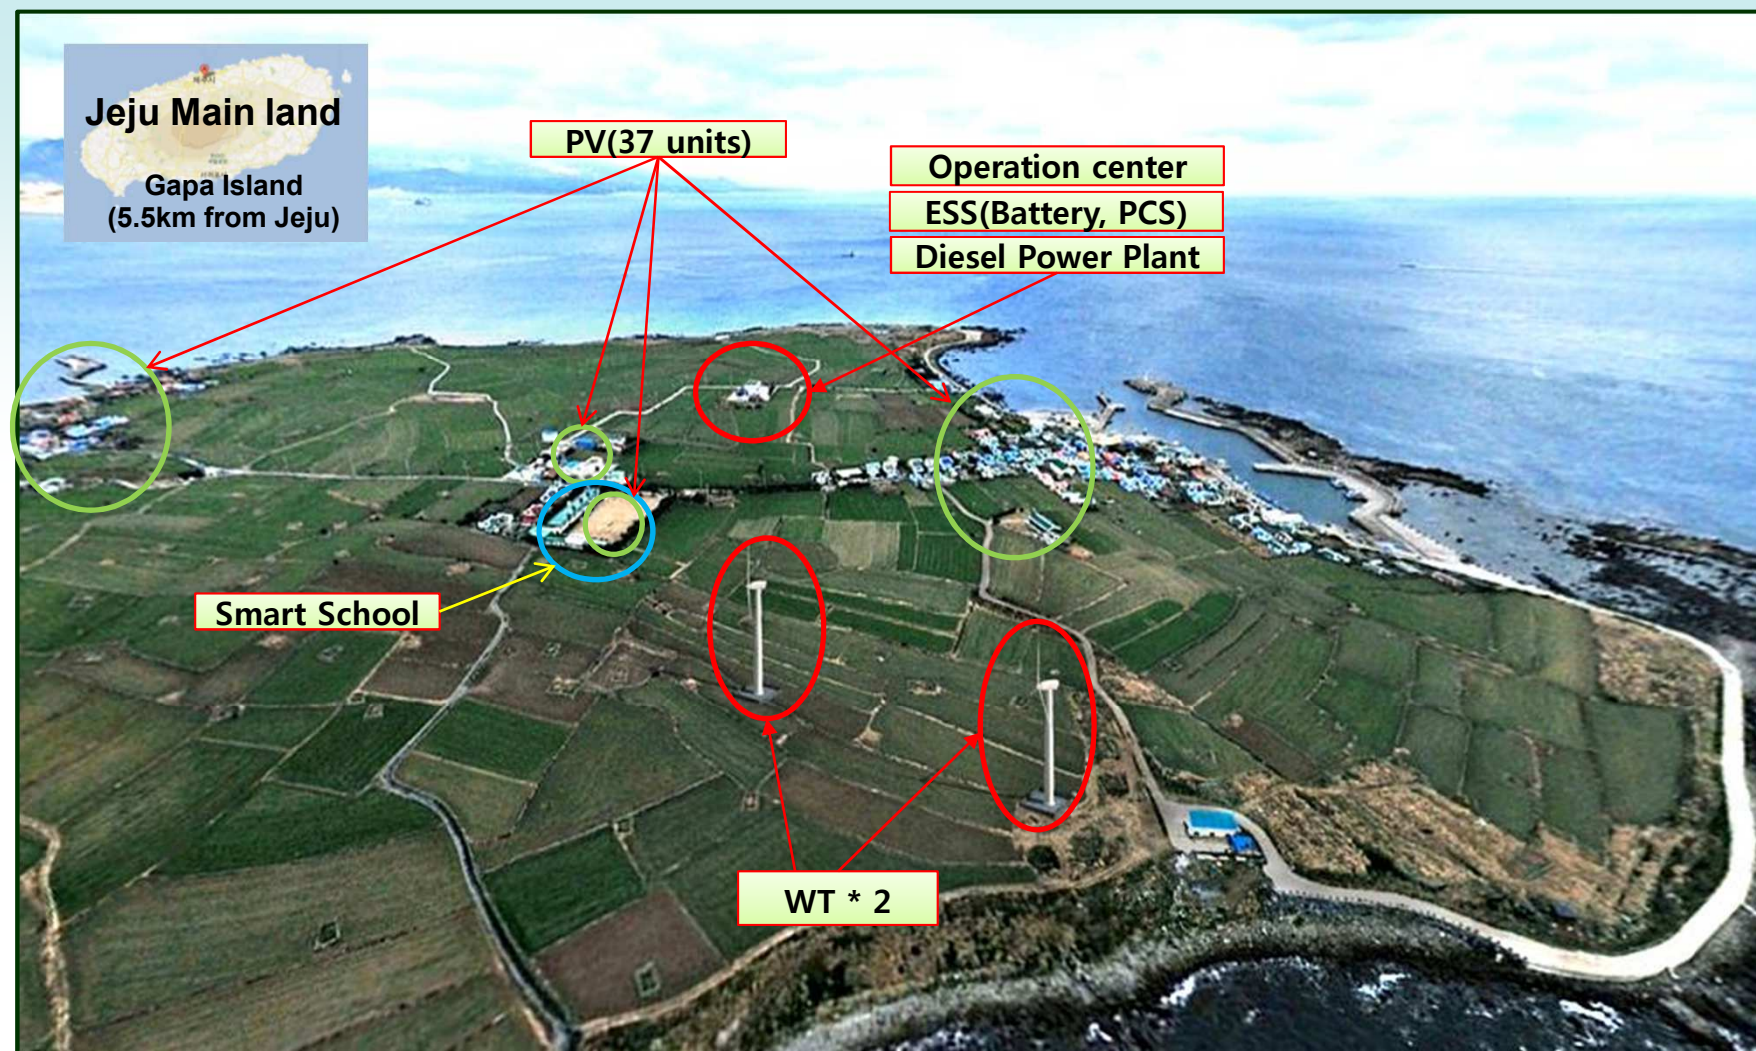 Jeju Main land
Gapa Island
(5.5km from Jeju)
PV(37 units)
Operation center
ESS(Battery, PCS)
Diesel Power Plant
Smart School
WT * 2